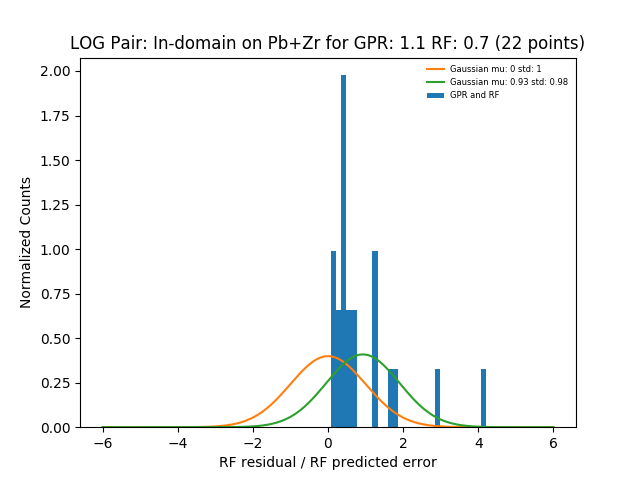 LOG Pair: In-domain on Pb+Zr for GPR: 1.1 RF: 0.7 (22 points)
Gaussian mu: 0 std: 1
Gaussian mu: 0.93 std: 0.98
GPR and RF
2.00
1.75
1.50
1.25
1.00
0.75
0.50
0.25
0.00
Normalized Counts
−6 −4 −2 0 2 4 6
RF residual / RF predicted error